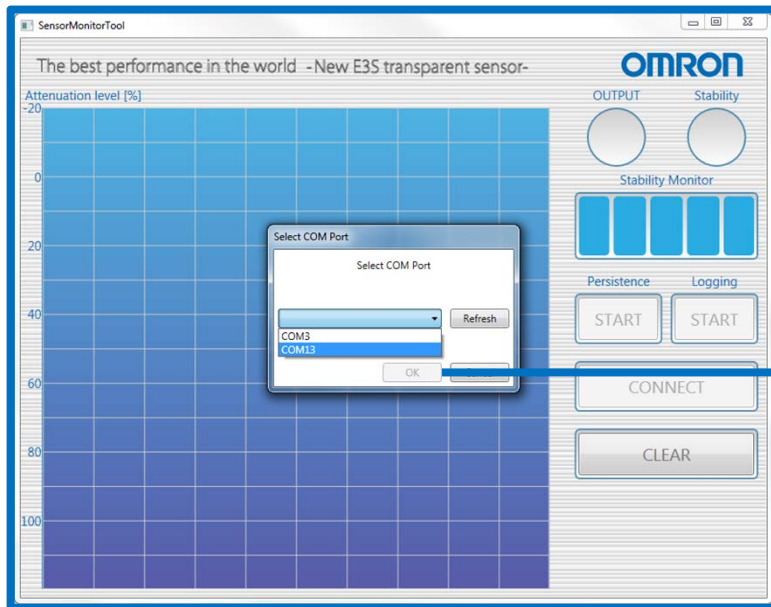 SensorMonitorTool
The best performance in the world -New E3S transparent sensor-
OMRON
Attenuation level [%]
OUTPUT
Stability
-20
0
20
40
60
80
100
Stability Monitor
Persistence
Logging
START
START
CONNECT
CLEAR
Select COM Port
Select COM Port
Refresh
COM3
COM13
OK